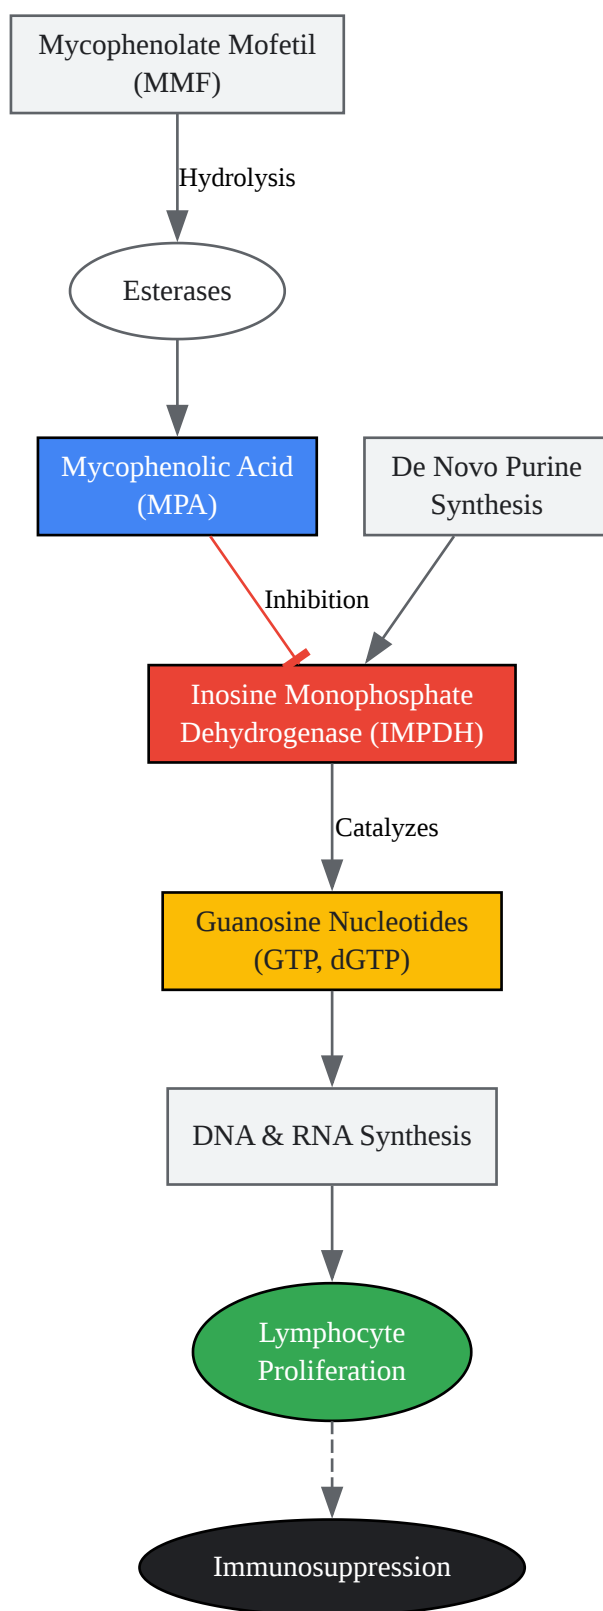 Mycophenolate Mofetil
(MMF)
Hydrolysis
Esterases
Mycophenolic Acid
(MPA)
De Novo Purine
Synthesis
Inhibition
Inosine Monophosphate
Dehydrogenase (IMPDH)
Catalyzes
Guanosine Nucleotides
(GTP, dGTP)
DNA & RNA Synthesis
Lymphocyte
Proliferation
Immunosuppression